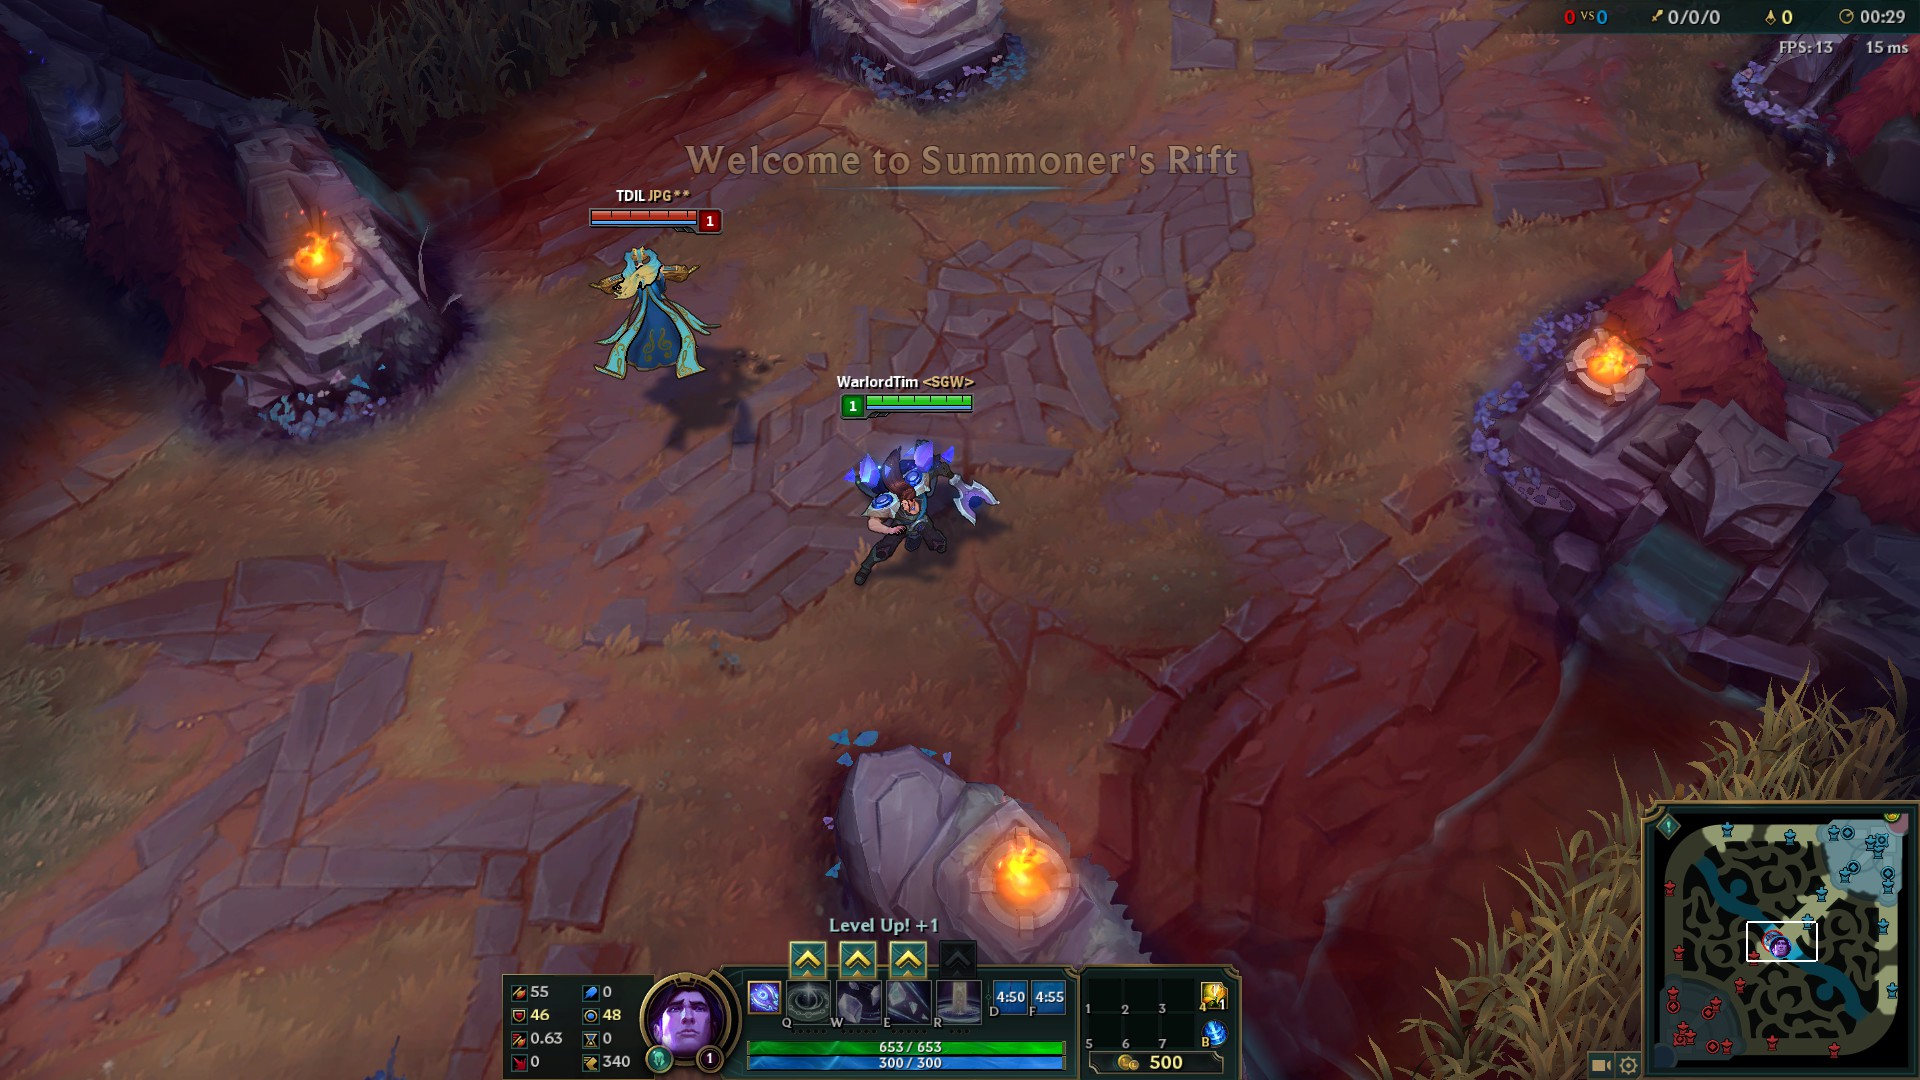 0 VS 0 0/0/0 0 00:29
FPS: 13 15 ms
Welcome to Summoner's Rift
TDIL JPG**
1
WarlordTim <SGW>
1
Level Up! +1
55 0
46 48
0.63 0
0 340
1
Q W E R
4:50 4:55
D F
653 / 653
300 / 300
1 2 3 4 1
5 6 7 B
500